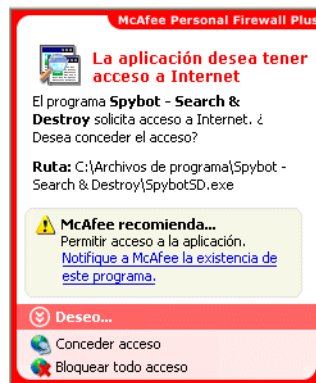 McAfee Personal Firewall Plus
La aplicación desea tener
acceso a Internet
El programa Spybot - Search &
Destroy solicita acceso a Internet. ¿
Desea conceder el acceso?
Ruta: C:\Archivos de programa\Spybot -
Search & Destroy\SpybotSD.exe
McAfee recomienda...
Permitir acceso a la aplicación.
Notifique a McAfee la existencia de
este programa.
Deseo...
Conceder acceso
Bloquear todo acceso